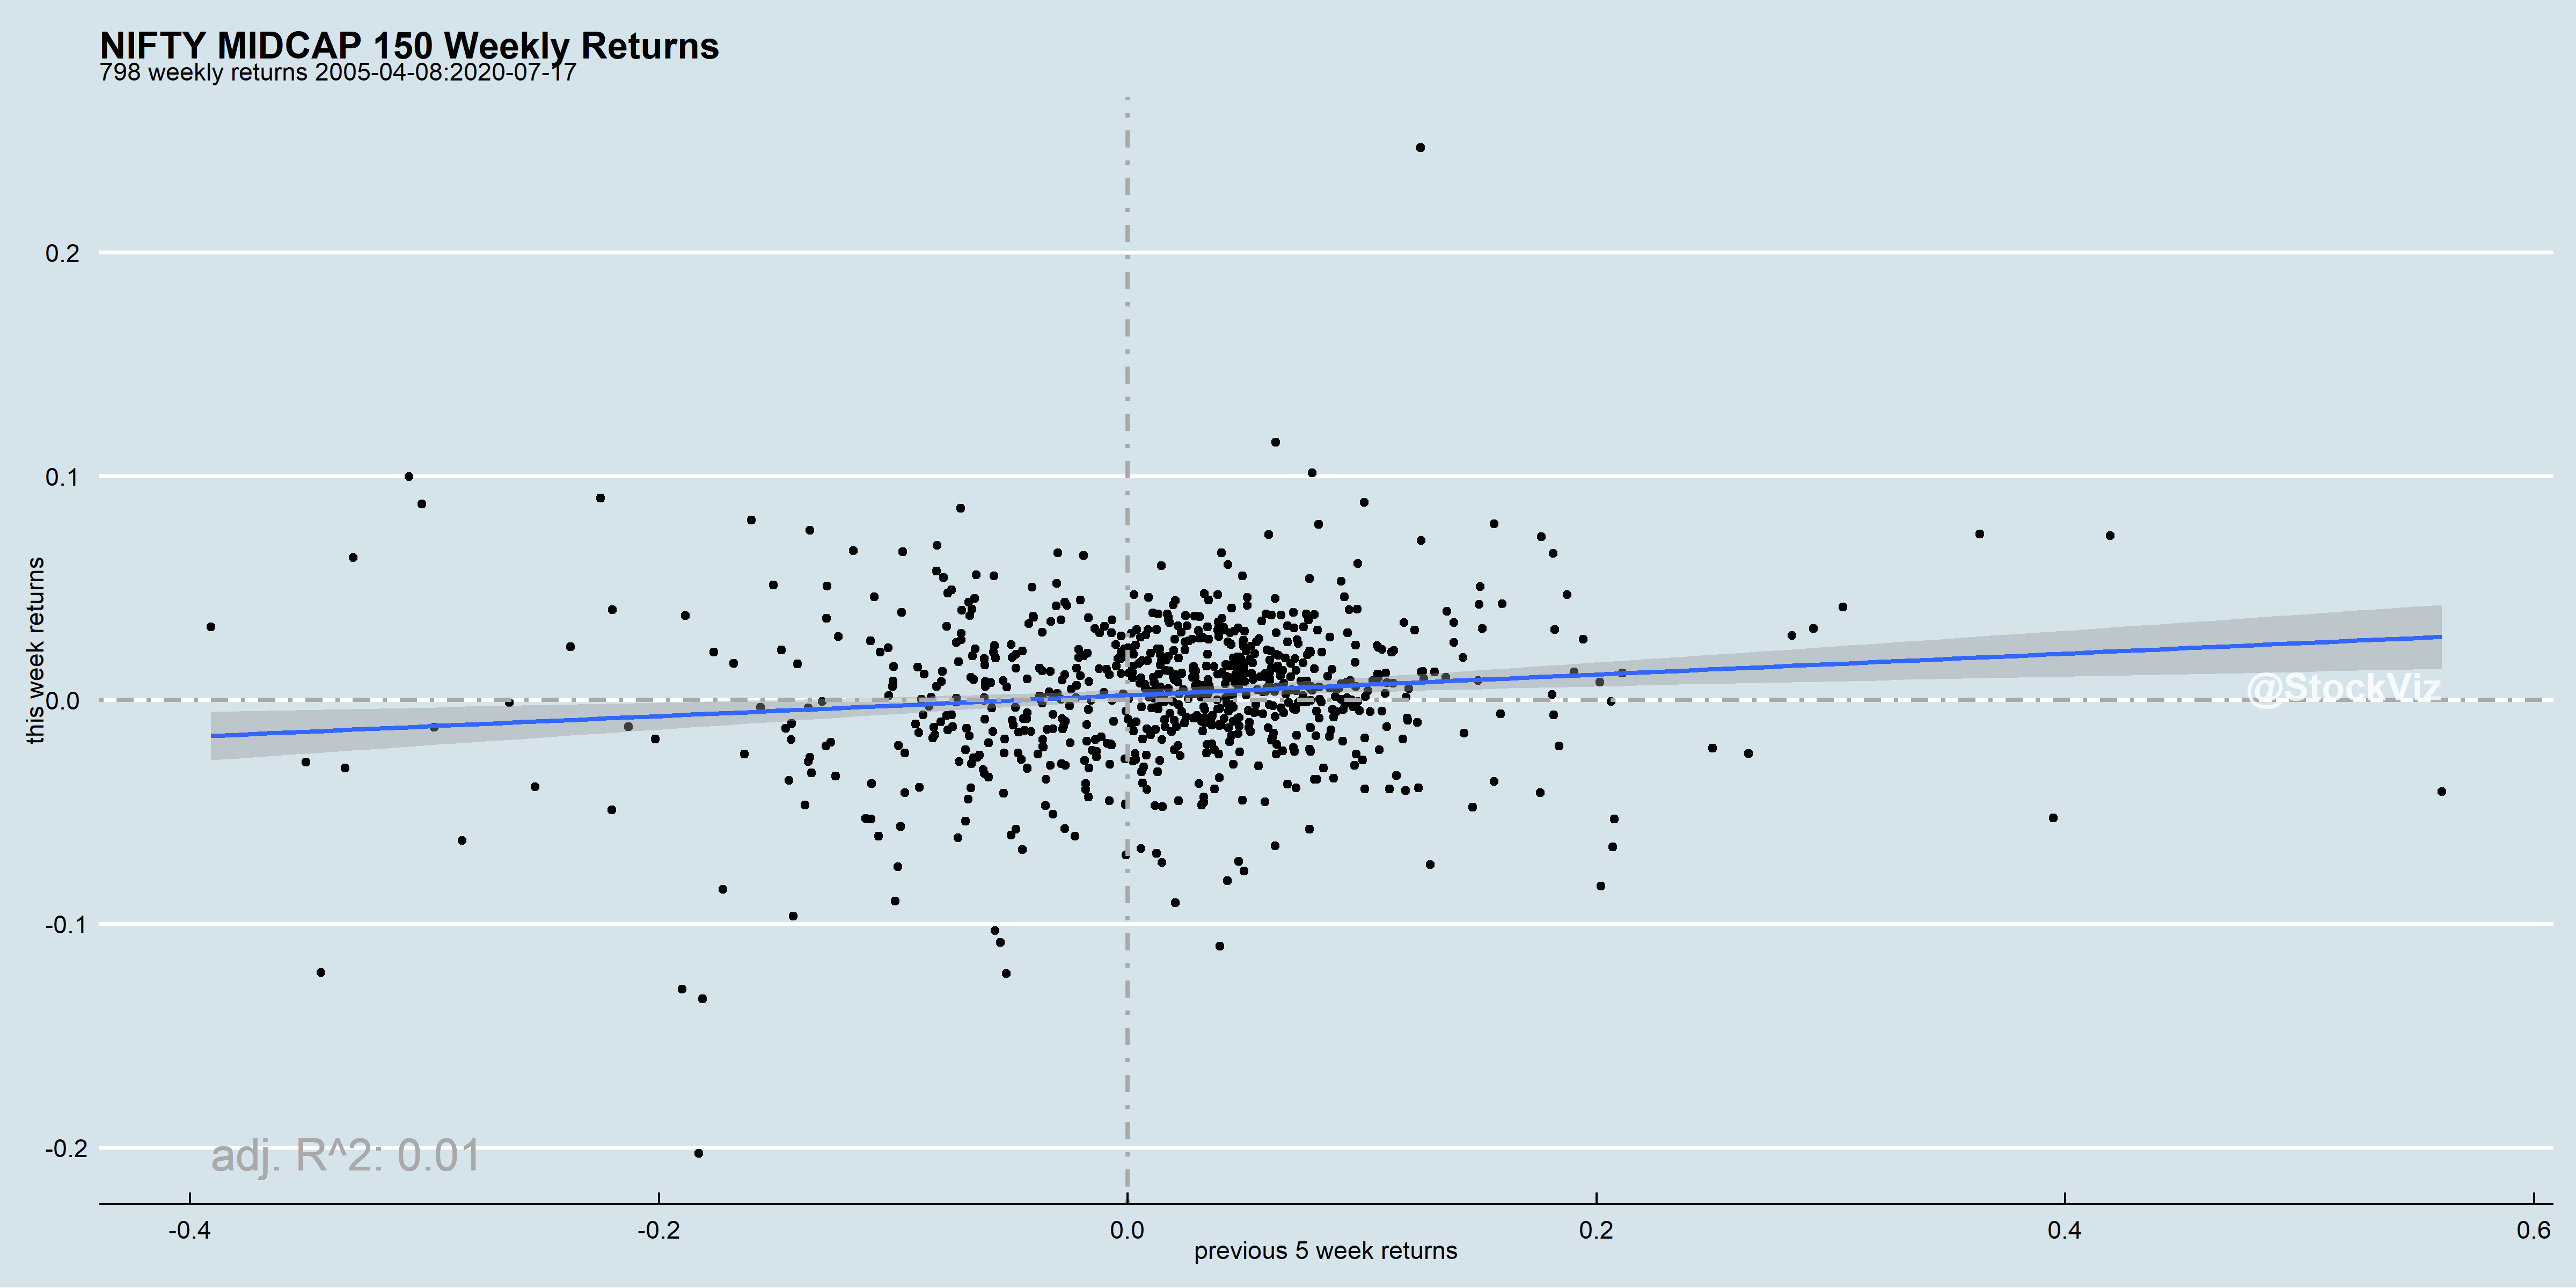 NIFTY MIDCAP 150 Weekly Returns
798 weekly returns 2005-04-08:2020-07-17
this week returns
0.2
0.1
0.0
-0.1
-0.2
@StockViz
adj. R^2: 0.01
-0.4
-0.2
0.0
0.2
0.4
0.6
previous 5 week returns